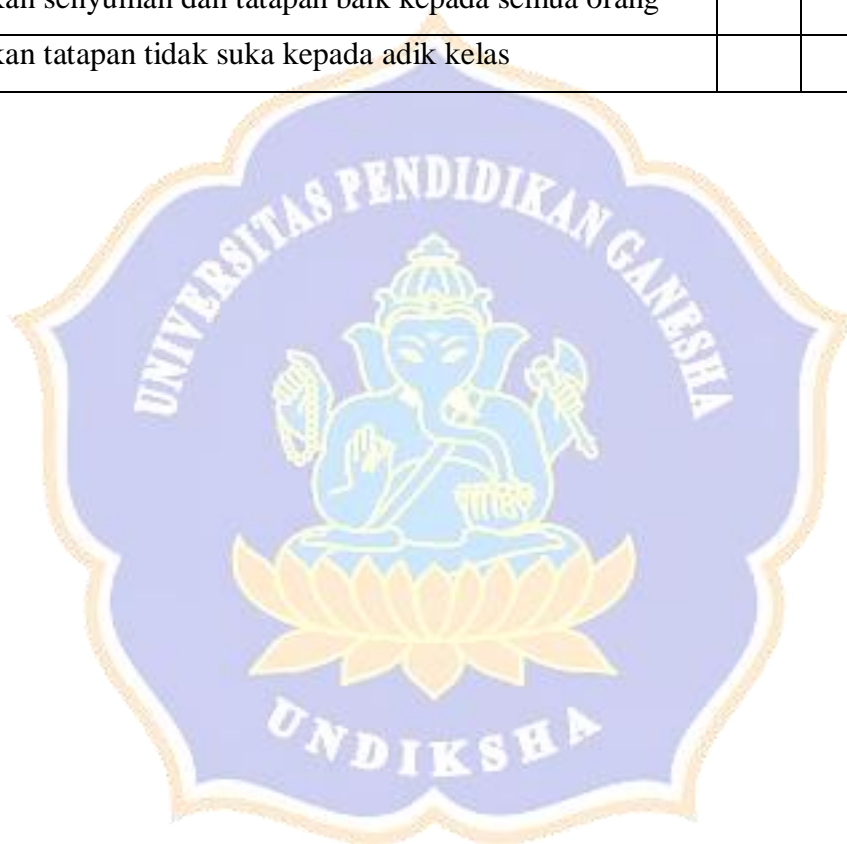 kan senyuman dan tatapan baik kepada semua orang
kan tatapan tidak suka kepada adik kelas
UNIVERSITAS PENDIDIKAN GANESHA
UNDIKSHA